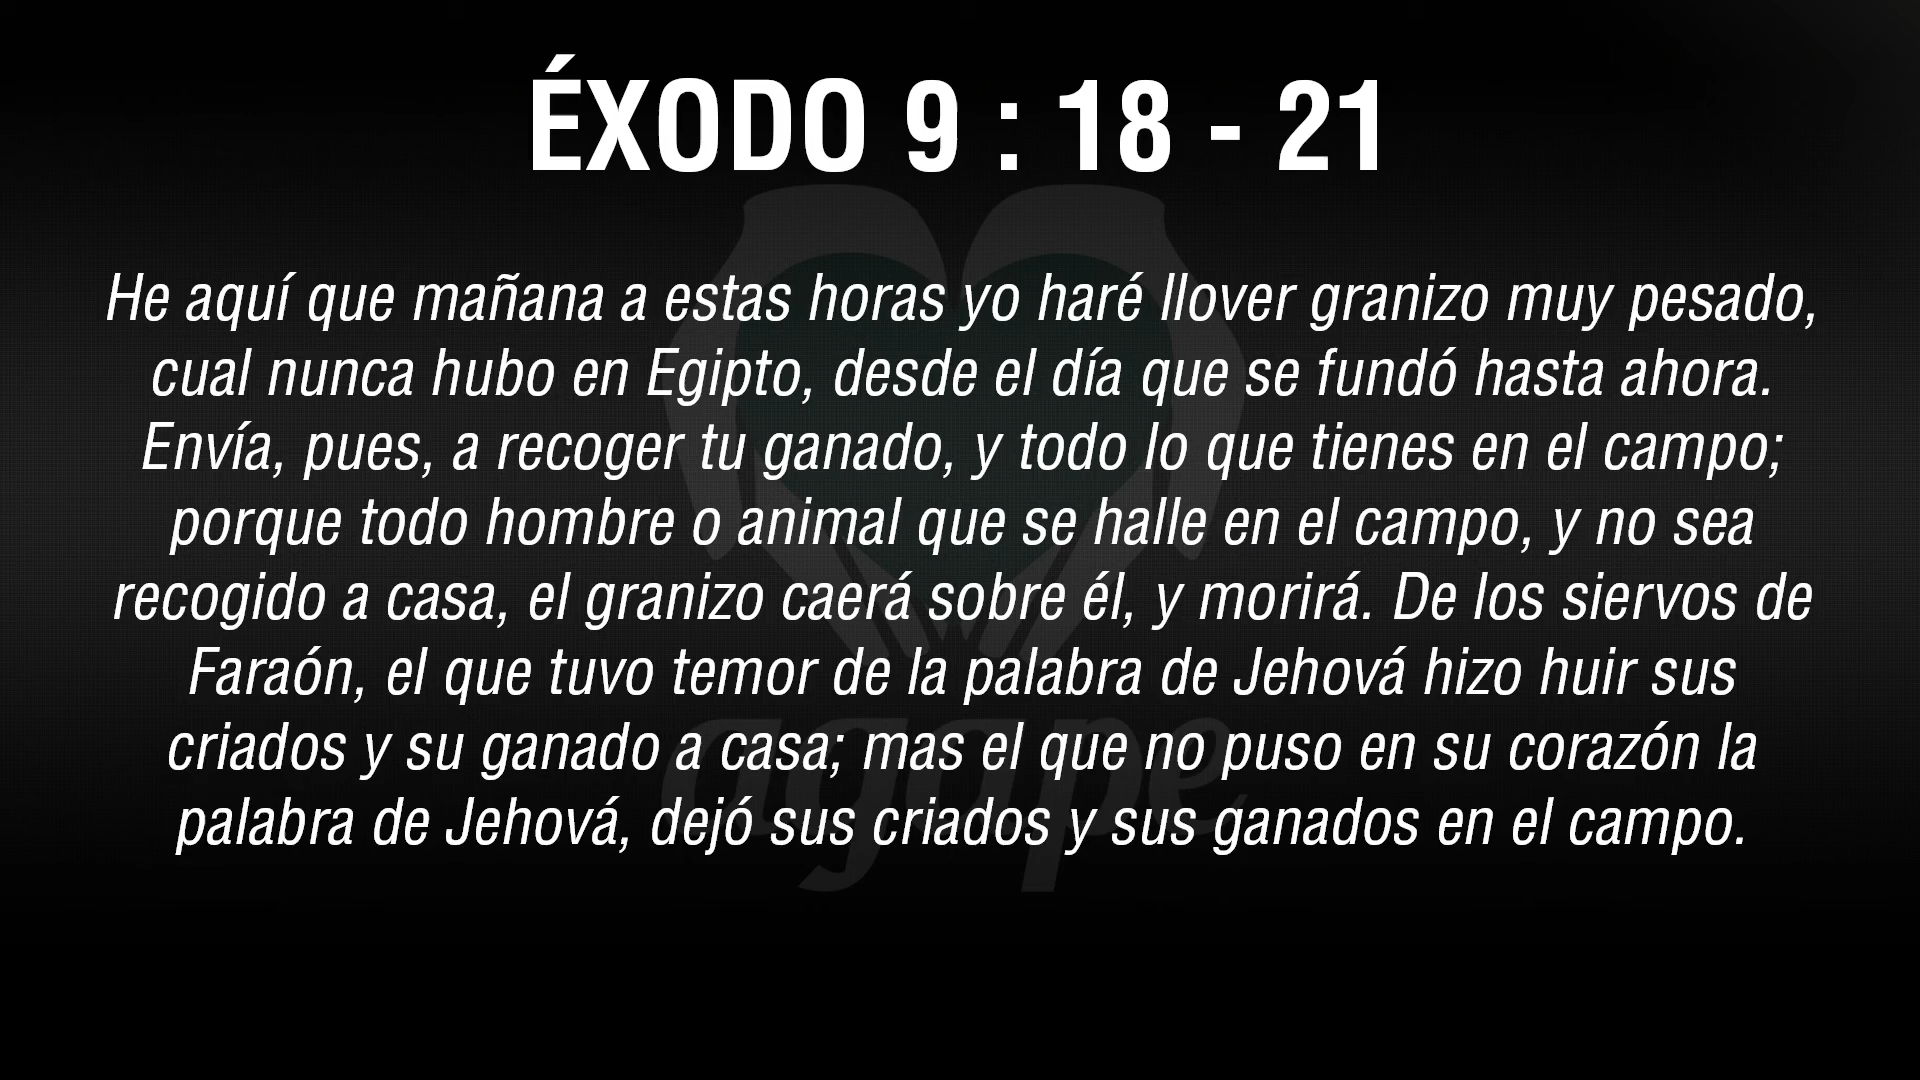 ÉXODO 9 : 18 - 21
He aquí que mañana a estas horas yo haré llover granizo muy pesado,
cual nunca hubo en Egipto, desde el día que se fundó hasta ahora.
Envía, pues, a recoger tu ganado, y todo lo que tienes en el campo;
porque todo hombre o animal que se halle en el campo, y no sea
recogido a casa, el granizo caerá sobre él, y morirá. De los siervos de
Faraón, el que tuvo temor de la palabra de Jehová hizo huir sus
criados y su ganado a casa; mas el que no puso en su corazón la
palabra de Jehová, dejó sus criados y sus ganados en el campo.
agape